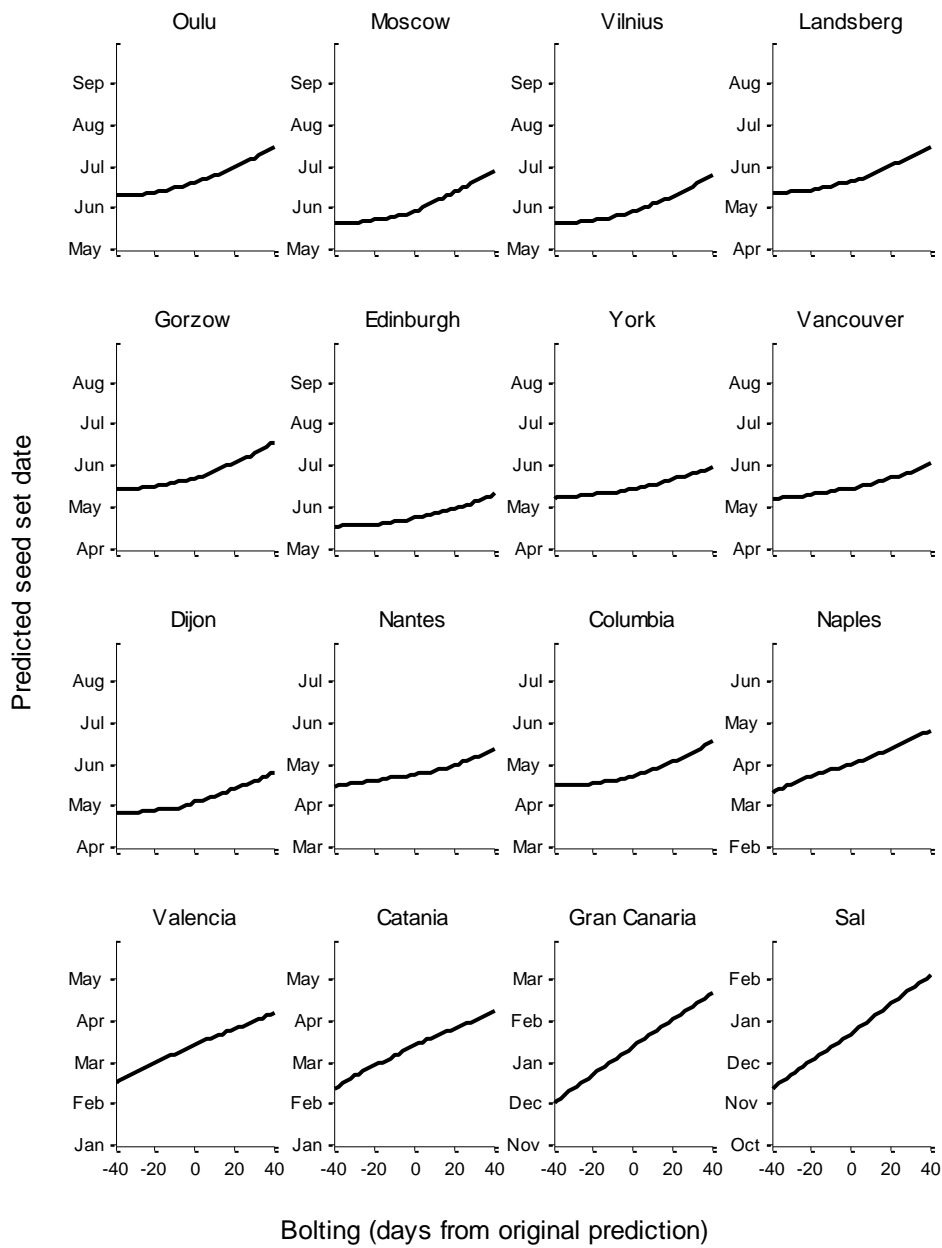 Oulu Moscow Vilnius Landsberg
Sep Sep Sep Aug
Aug Aug Aug Jul
Jul Jul Jul Jun
Jun Jun Jun May
May May May Apr
Gorzow Edinburgh York Vancouver
Aug Sep Aug Aug
Jul Aug Jul Jul
Jun Jul Jun Jun
May Jun May May
Apr May Apr Apr
Predicted seed set date
Dijon Nantes Columbia Naples
Aug Jul Jul Jun
Jul Jun Jun May
Jun May May Apr
May Apr Apr Mar
Apr Mar Mar Feb
Valencia Catania Gran Canaria Sal
May May Mar Feb
Apr Apr Feb Jan
Mar Mar Jan Dec
Feb Feb Dec Nov
Jan Jan Nov Oct
-40 -20 0 20 40 -40 -20 0 20 40 -40 -20 0 20 40 -40 -20 0 20 40
Bolting (days from original prediction)